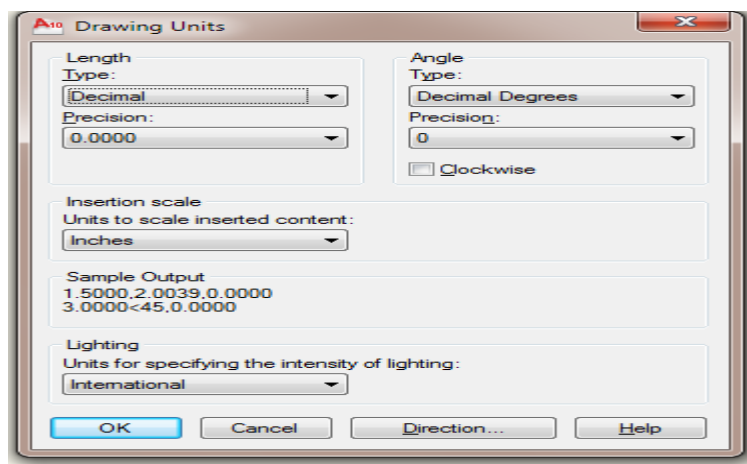 A10 Drawing Units
Length
Type:
Decimal
Precision:
0.0000
Angle
Type:
Decimal Degrees
Precision:
0
Clockwise
Insertion scale
Units to scale inserted content:
Inches
Sample Output
1.5000,2.0039,0.0000
3.0000<45,0.0000
Lighting
Units for specifying the intensity of lighting:
International
OK Cancel Direction... Help